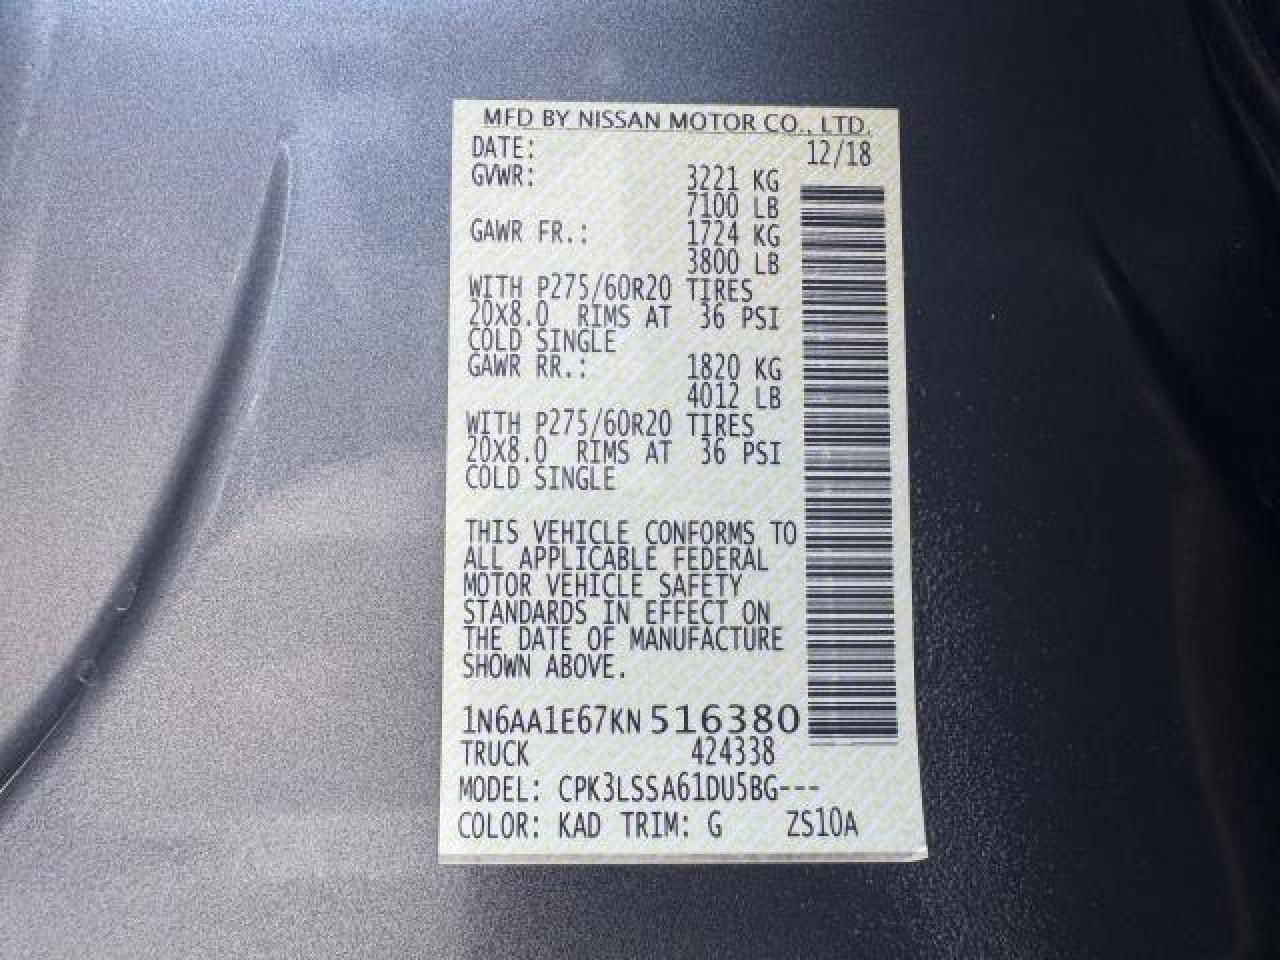 MFD BY NISSAN MOTOR CO., LTD.
DATE: 12/18
GVWR: 3221 KG
7100 LB
GAWR FR.: 1724 KG
3800 LB
WITH P275/60R20 TIRES
20X8.0 RIMS AT 36 PSI
COLD SINGLE
GAWR RR.: 1820 KG
4012 LB
WITH P275/60R20 TIRES
20X8.0 RIMS AT 36 PSI
COLD SINGLE
THIS VEHICLE CONFORMS TO
ALL APPLICABLE FEDERAL
MOTOR VEHICLE SAFETY
STANDARDS IN EFFECT ON
THE DATE OF MANUFACTURE
SHOWN ABOVE.
1N6AA1E67KN516380
TRUCK 424338
MODEL: CPK3LSSA61DU5BG---
COLOR: KAD TRIM: G ZS10A